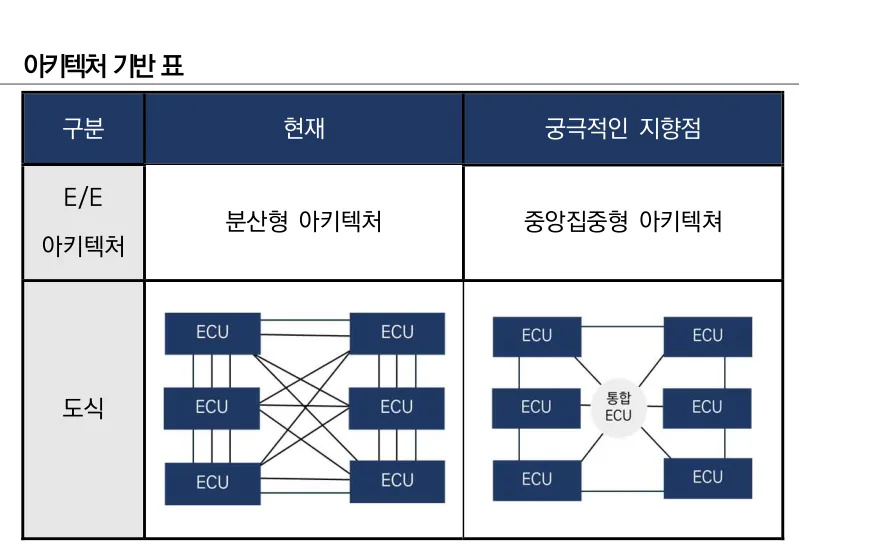 아키텍처 기반 표
구분
현재
궁극적인 지향점
E/E
아키텍처
분산형 아키텍처
중앙집중형 아키텍쳐
도식
ECU
ECU
ECU
ECU
ECU
ECU
ECU
ECU
ECU
통합
ECU
ECU
ECU
ECU